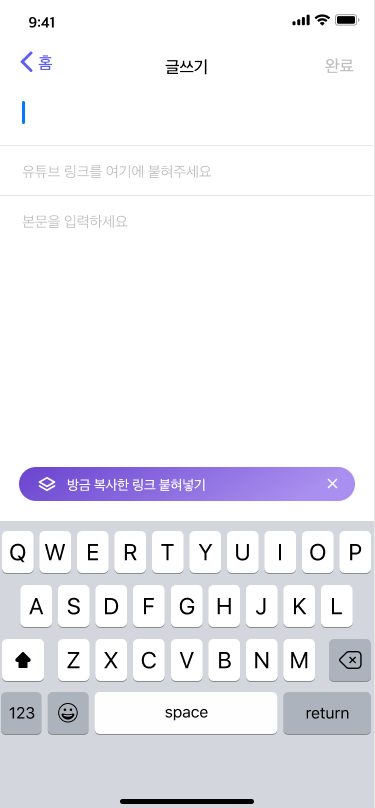 9:41
홈
글쓰기
완료
유튜브 링크를 여기에 붙혀주세요
본문을 입력하세요
방금 복사한 링크 붙혀넣기
Q W E R T Y U I O P
A S D F G H J K L
Z X C V B N M
123 space return